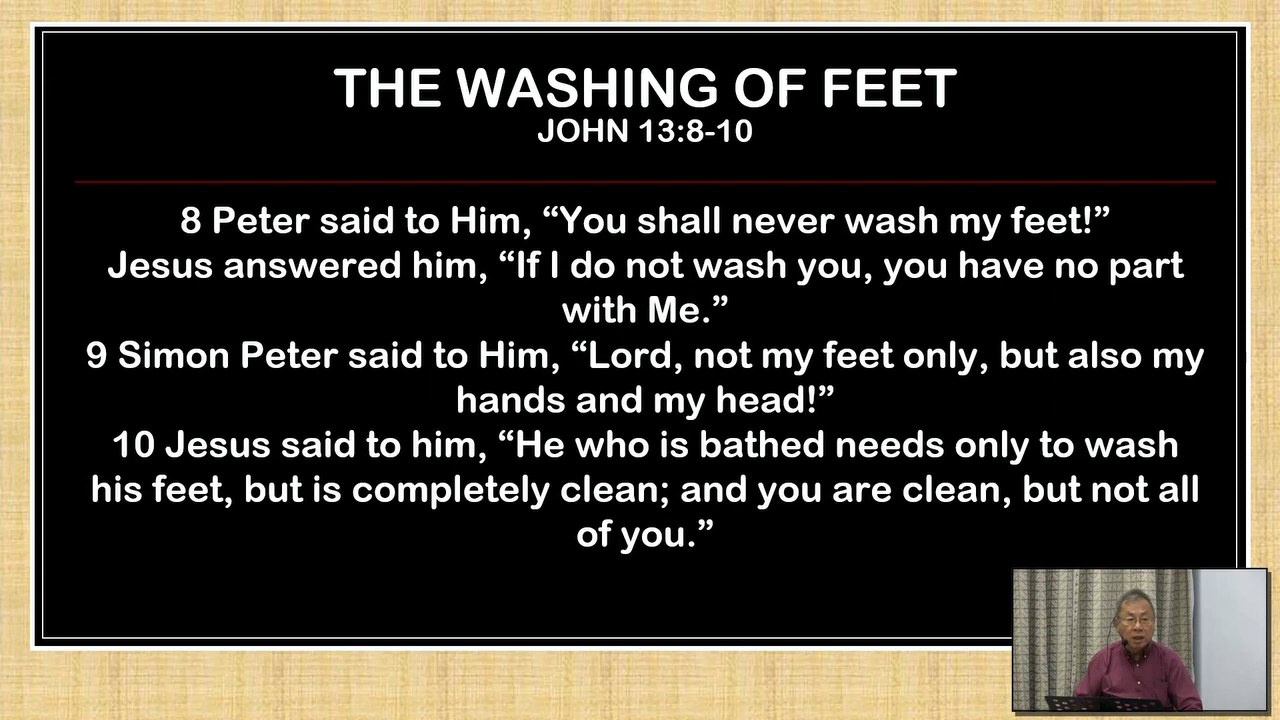 THE WASHING OF FEET
JOHN 13:8-10
8 Peter said to Him, “You shall never wash my feet!”
Jesus answered him, “If I do not wash you, you have no part
with Me.”
9 Simon Peter said to Him, “Lord, not my feet only, but also my
hands and my head!”
10 Jesus said to him, “He who is bathed needs only to wash
his feet, but is completely clean; and you are clean, but not all
of you.”